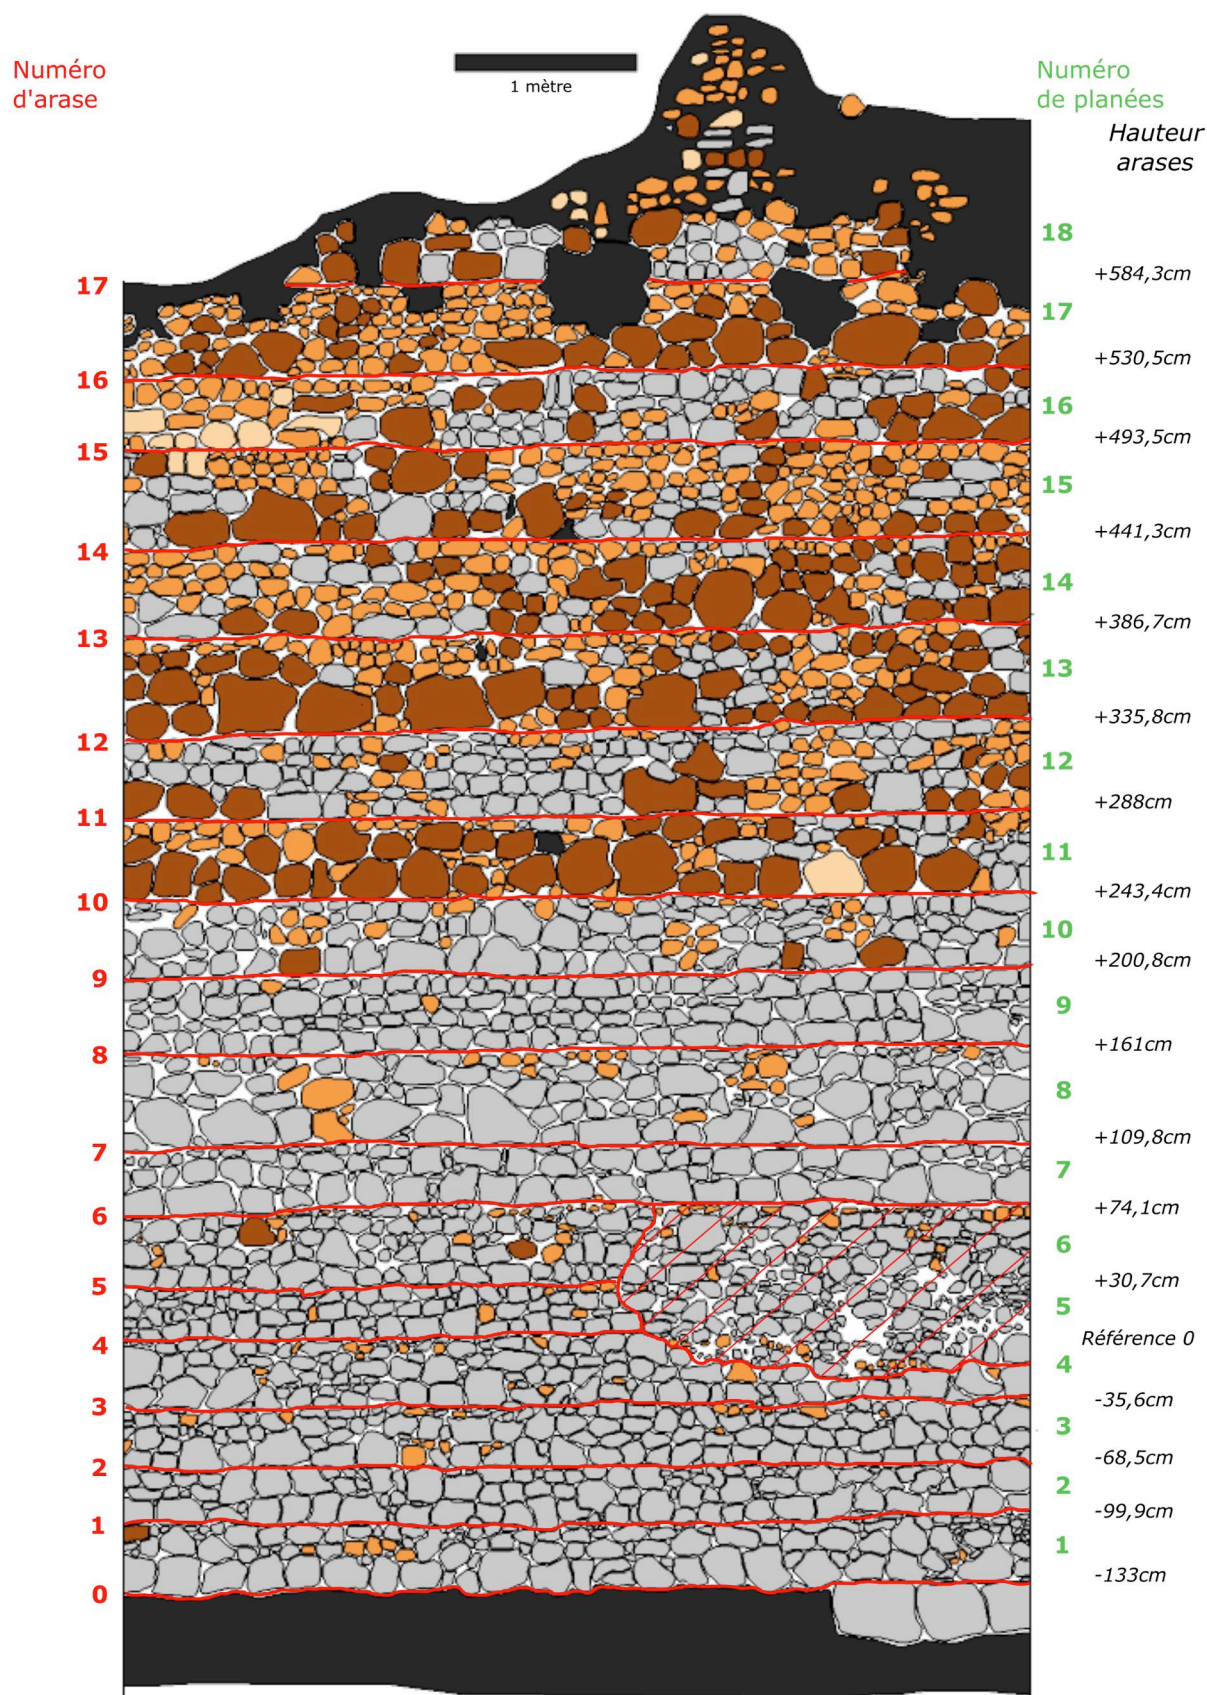 Numéro
d'arase
1 mètre
Numéro
de planées
Hauteur
arases
18
+584,3cm
17
17
+530,5cm
16
16
+493,5cm
15
15
+441,3cm
14
14
+386,7cm
13
13
+335,8cm
12
12
+288cm
11
11
+243,4cm
10
10
+200,8cm
9
9
+161cm
8
8
+109,8cm
7
7
+74,1cm
6
6
+30,7cm
5
5
Référence 0
4
4
-35,6cm
3
3
-68,5cm
2
2
-99,9cm
1
1
-133cm
0